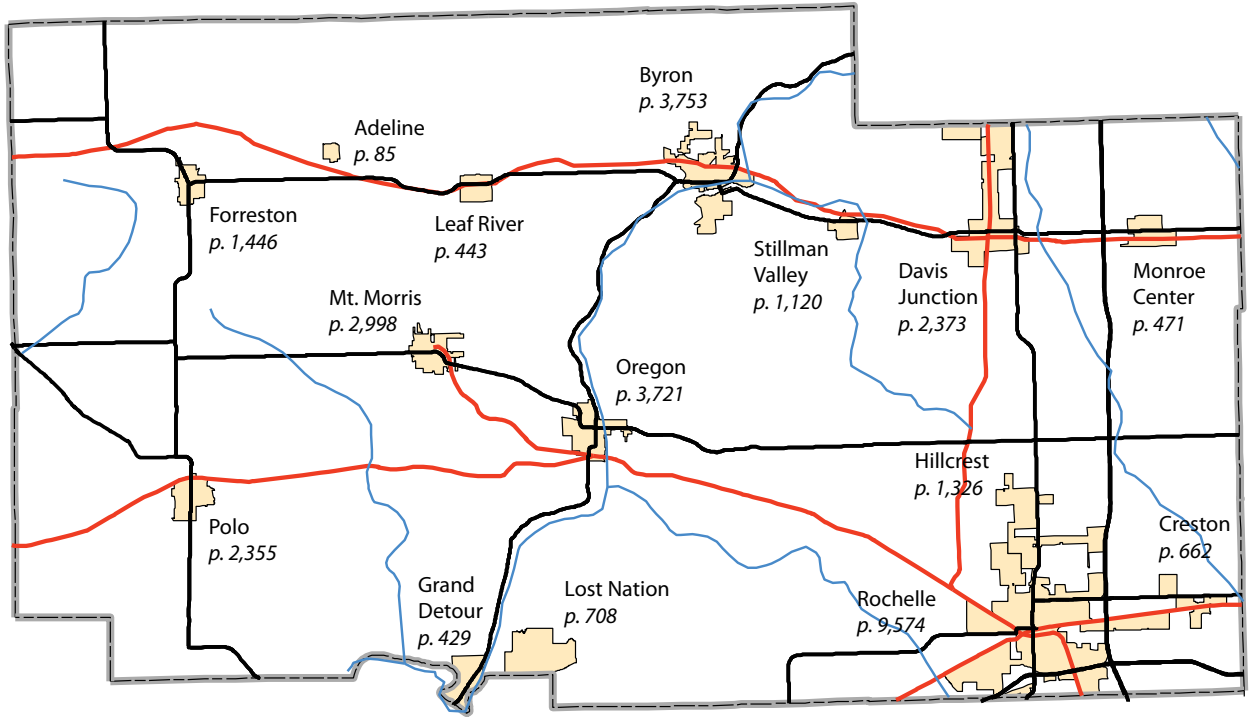 Byron
p. 3,753
Adeline
p. 85
Forreston
p. 1,446
Leaf River
p. 443
Stillman
Valley
p. 1,120
Davis
Junction
p. 2,373
Monroe
Center
p. 471
Mt. Morris
p. 2,998
Oregon
p. 3,721
Hillcrest
p. 1,326
Polo
p. 2,355
Creston
p. 662
Grand
Detour
p. 429
Lost Nation
p. 708
Rochelle
p. 9,574